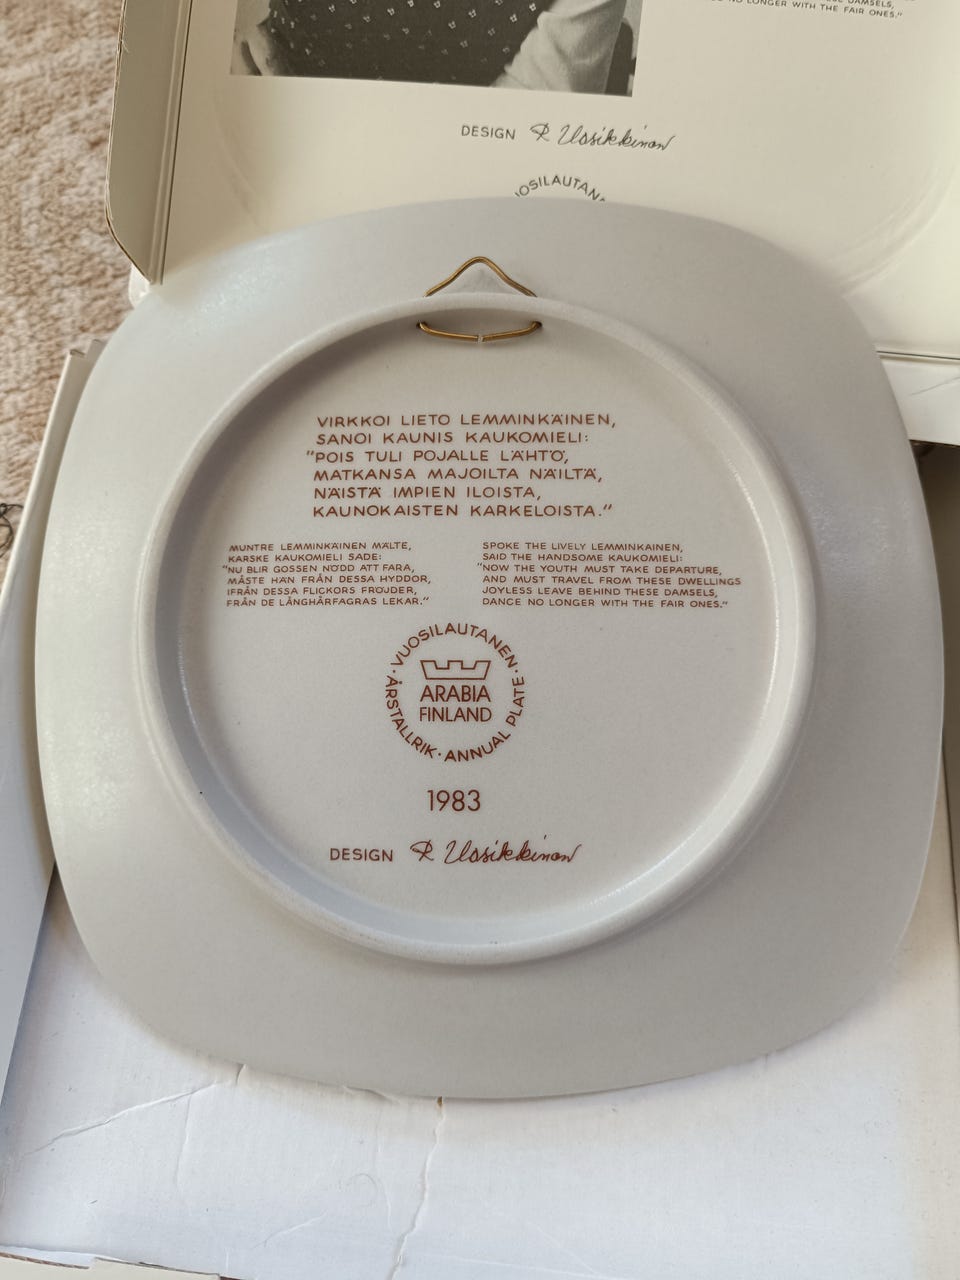 DAMSELS,
NO LONGER WITH THE FAIR ONES."
DESIGN R Uosikkinen
VUOSILAUTAN
VIRKKOI LIETO LEMMINKÄINEN,
SANOI KAUNIS KAUKOMIELI:
"POIS TULI POJALLE LÄHTÖ,
MATKANSA MAJOILTA NÄILTÄ,
NÄISTÄ IMPIEN ILOISTA,
KAUNOKAISTEN KARKELOISTA."
MUNTRE LEMMINKÄINEN MÄLTE,
KARSKE KAUKOMIELI SADE:
"NU BLIR GOSSEN NÖDD ATT FARA,
MÅSTE HAN FRÅN DESSA HYDDOR,
IFRÅN DESSA FLICKORS FRÖJDER,
FRÅN DE LÅNGHÅRFAGRAS LEKAR."
SPOKE THE LIVELY LEMMINKAINEN,
SAID THE HANDSOME KAUKOMIELI:
"NOW THE YOUTH MUST TAKE DEPARTURE,
AND MUST TRAVEL FROM THESE DWELLINGS
JOYLESS LEAVE BEHIND THESE DAMSELS,
DANCE NO LONGER WITH THE FAIR ONES."
· VUOSILAUTANEN · ANNUAL PLATE · ÅRSTALLRIK
ARABIA
FINLAND
1983
DESIGN R Uosikkinen